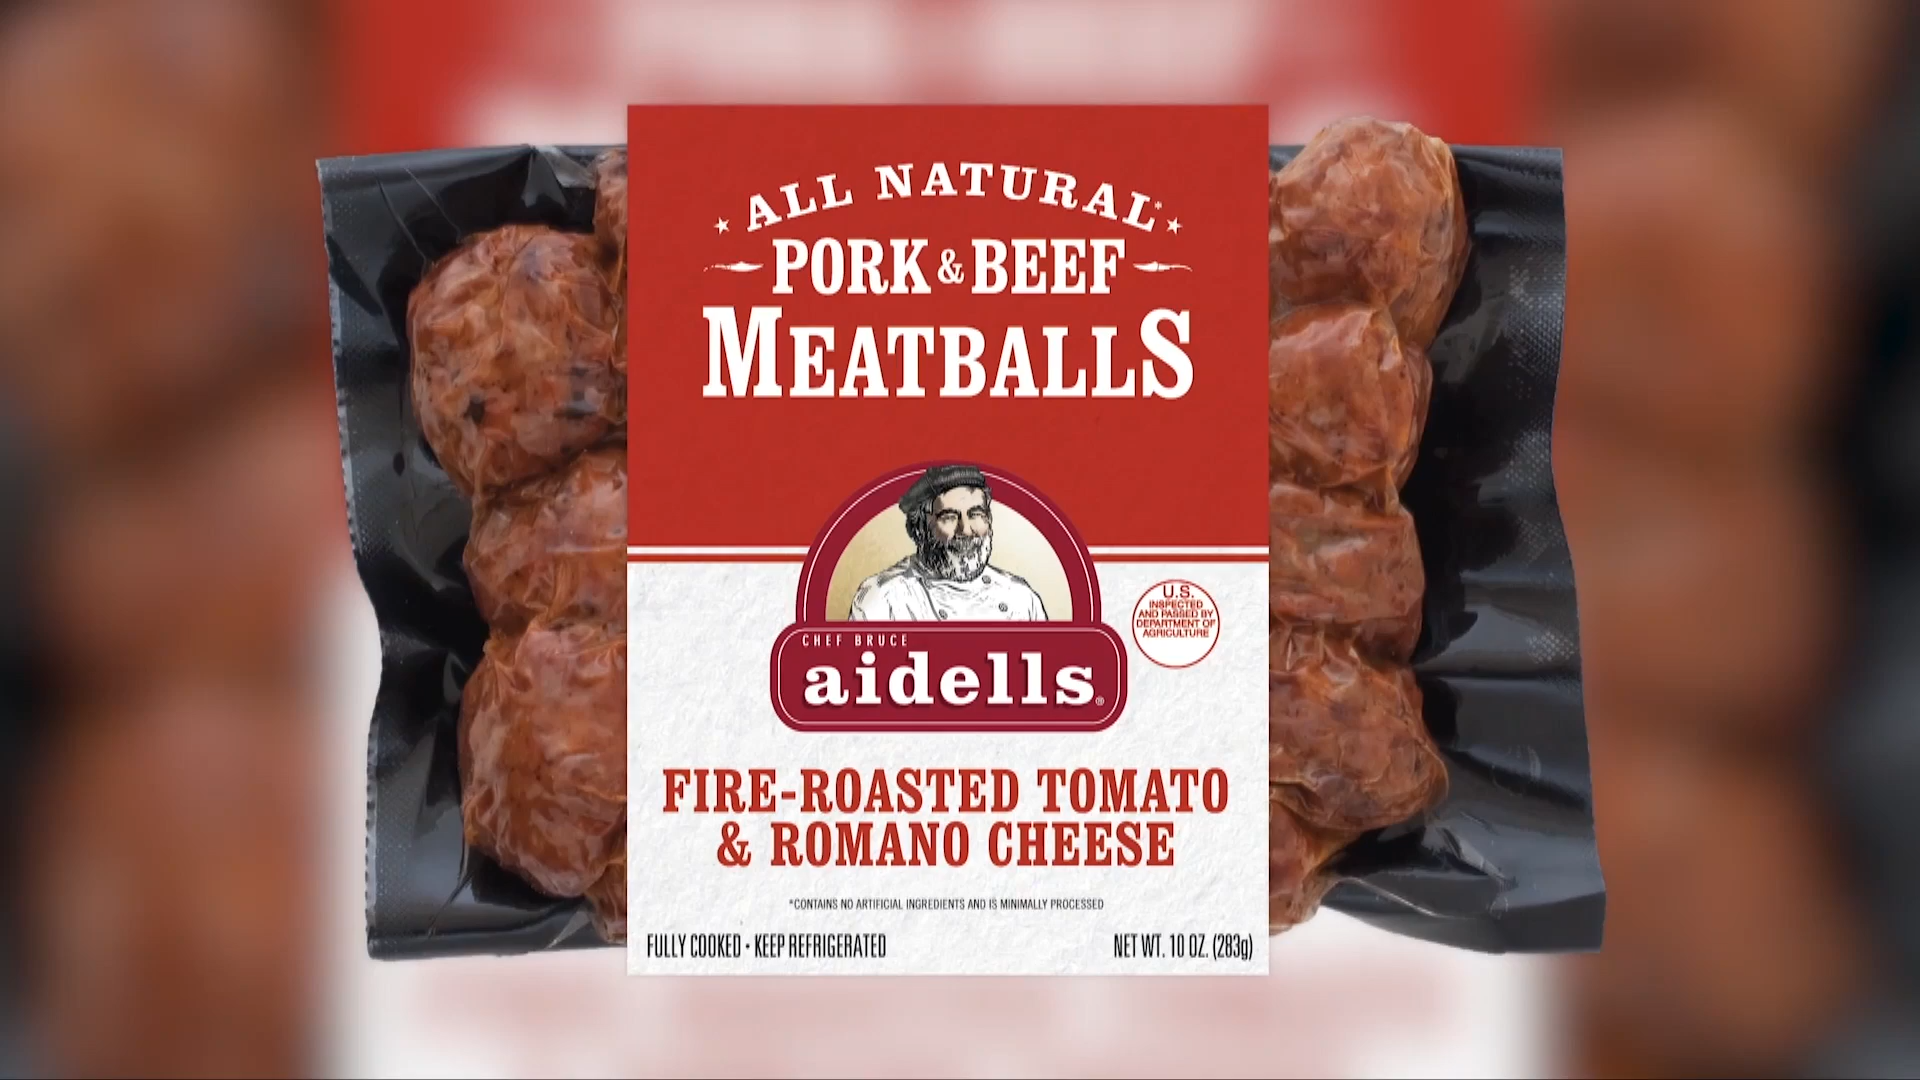 ALL NATURAL*
PORK & BEEF
MEATBALLS
CHEF BRUCE
aidells®
U.S.
INSPECTED
AND PASSED BY
DEPARTMENT OF
AGRICULTURE
FIRE-ROASTED TOMATO
& ROMANO CHEESE
*CONTAINS NO ARTIFICIAL INGREDIENTS AND IS MINIMALLY PROCESSED
FULLY COOKED • KEEP REFRIGERATED
NET WT. 10 OZ. (283g)